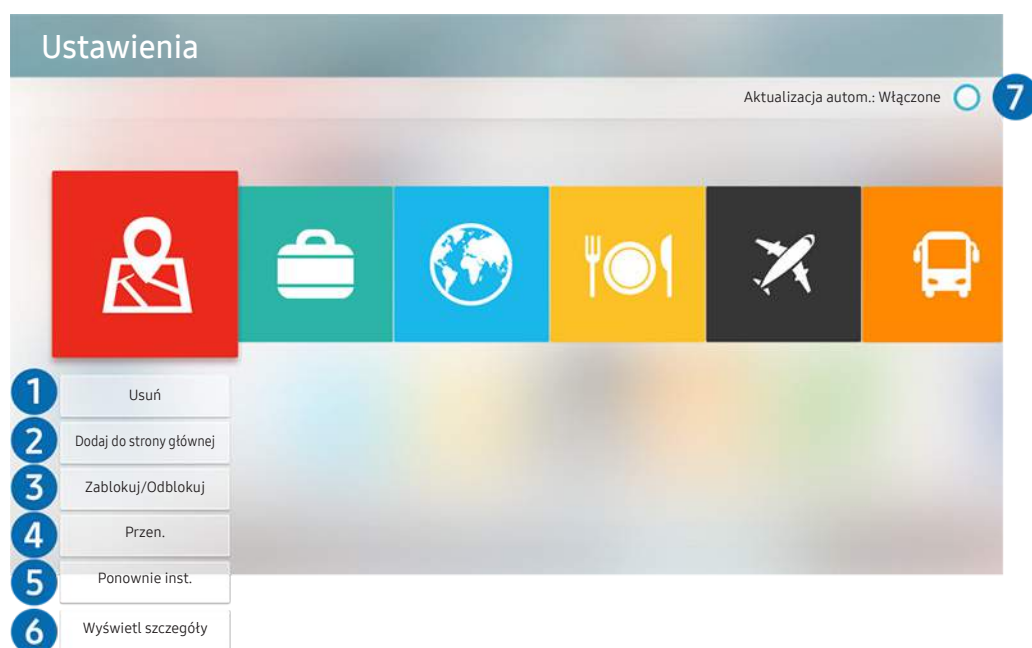 Ustawienia
Aktualizacja autom.: Włączone 7
1 Usuń
2 Dodaj do strony głównej
3 Zablokuj/Odblokuj
4 Przen.
5 Ponownie inst.
6 Wyświetl szczegóły